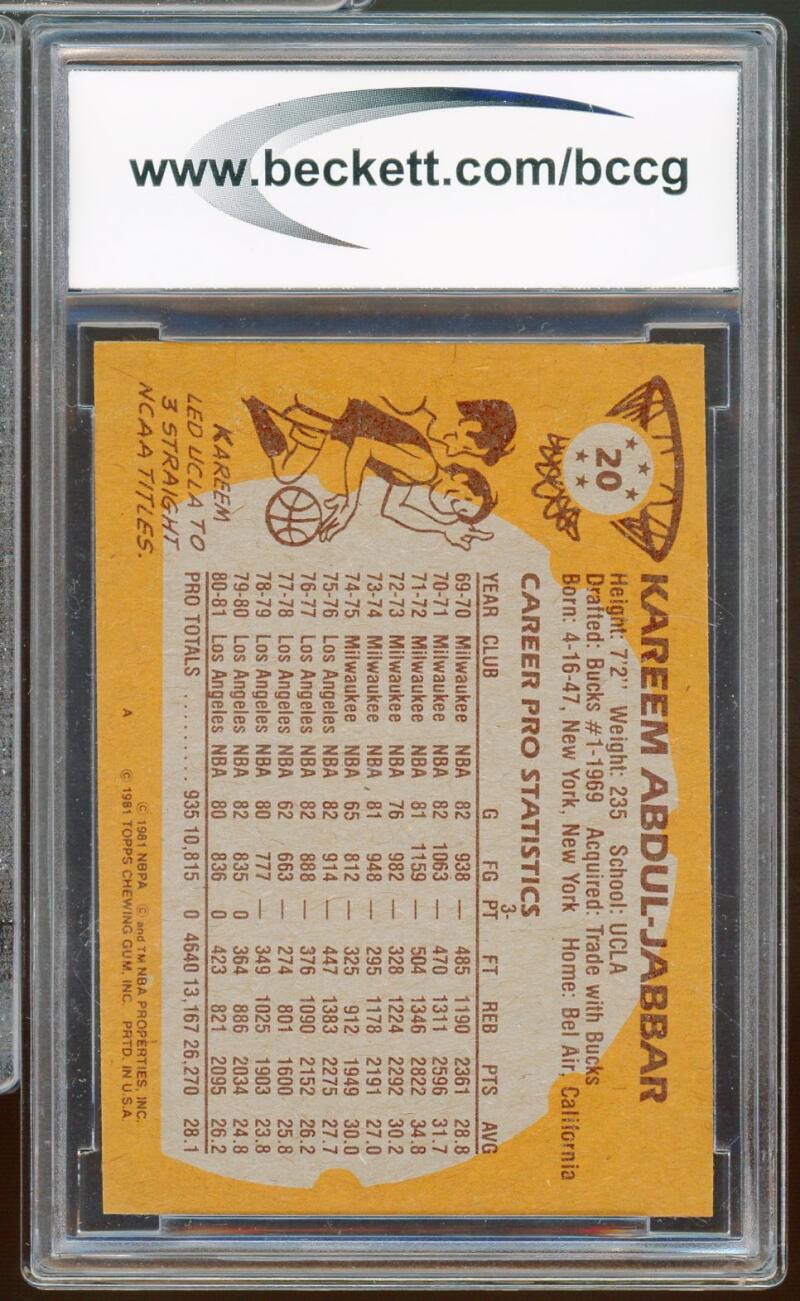 www.beckett.com/bccg
20
KAREEM ABDUL-JABBAR
Height: 7'2" Weight: 235 School: UCLA
Drafted: Bucks #1-1969 Acquired: Trade with Bucks
Born: 4-16-47, New York, New York Home: Bel Air, California
CAREER PRO STATISTICS
3-
YEAR CLUB G FG PT FT REB PTS AVG
69-70 Milwaukee NBA 82 938 — 485 1190 2361 28.8
70-71 Milwaukee NBA 82 1063 — 470 1311 2596 31.7
71-72 Milwaukee NBA 81 1159 — 504 1346 2822 34.8
72-73 Milwaukee NBA 76 982 — 328 1224 2292 30.2
73-74 Milwaukee NBA 81 948 — 295 1178 2191 27.0
74-75 Milwaukee NBA 65 812 — 325 912 1949 30.0
75-76 Los Angeles NBA 82 914 — 447 1383 2275 27.7
76-77 Los Angeles NBA 82 888 — 376 1090 2152 26.2
77-78 Los Angeles NBA 62 663 — 274 801 1600 25.8
78-79 Los Angeles NBA 80 777 — 349 1025 1903 23.8
79-80 Los Angeles NBA 82 835 0 364 886 2034 24.8
80-81 Los Angeles NBA 80 836 0 423 821 2095 26.2
PRO TOTALS .......... 935 10,815 0 4640 13,167 26,270 28.1
KAREEM
LED UCLA TO
3 STRAIGHT
NCAA TITLES.
© 1981 NBPA © and TM NBA PROPERTIES, INC.
A © 1981 TOPPS CHEWING GUM, INC. PRTD. IN U.S.A.